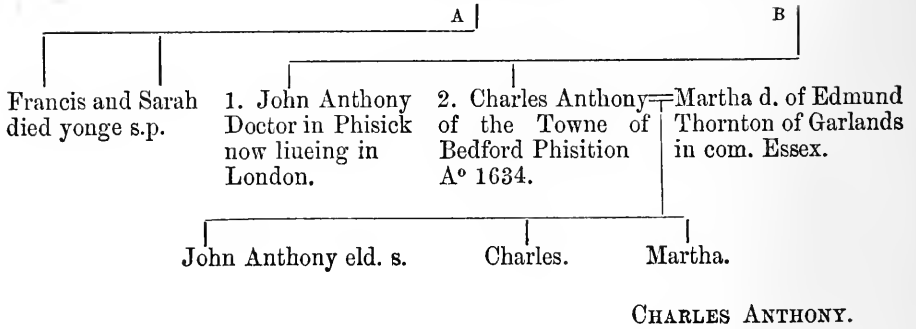 A B
Francis and Sarah
died yonge s.p.
1. John Anthony
Doctor in Phisick
now liueing in
London.
2. Charles Anthony
of the Towne of
Bedford Phisition
Aº 1634.
Martha d. of Edmund
Thornton of Garlands
in com. Essex.
John Anthony eld. s. Charles. Martha.
CHARLES ANTHONY.